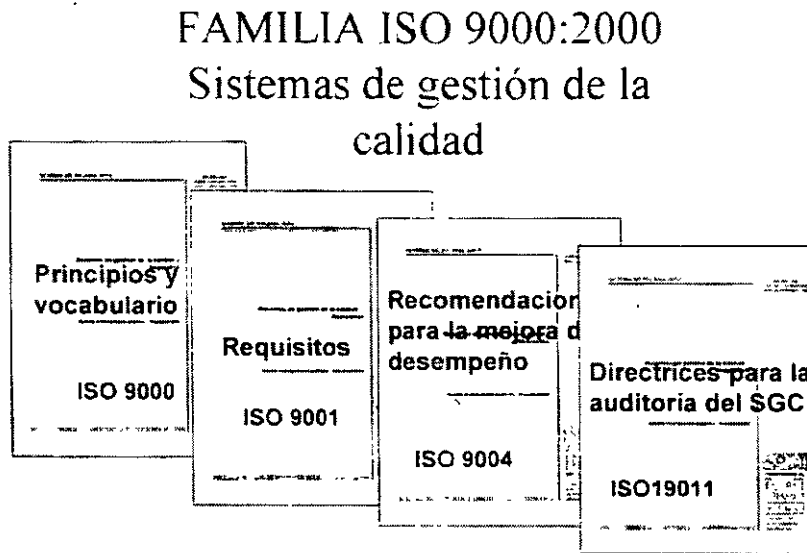 FAMILIA ISO 9000:2000
Sistemas de gestión de la
calidad
Principios y
vocabulario
ISO 9000
Requisitos
ISO 9001
Recomendacion
para la mejora d
desempeño
ISO 9004
Directrices para la
auditoria del SGC
ISO19011